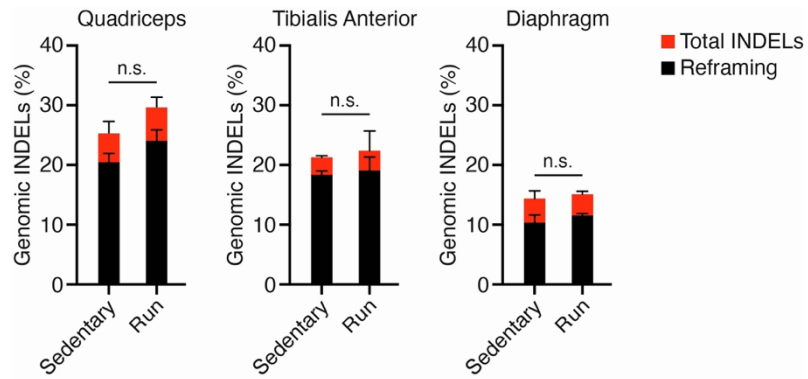 Quadriceps
Tibialis Anterior
Diaphragm
Total INDELs
Reframing
Genomic INDELs (%)
40
30
20
10
0
n.s.
Sedentary
Run
Genomic INDELs (%)
40
30
20
10
0
n.s.
Sedentary
Run
Genomic INDELs (%)
40
30
20
10
0
n.s.
Sedentary
Run